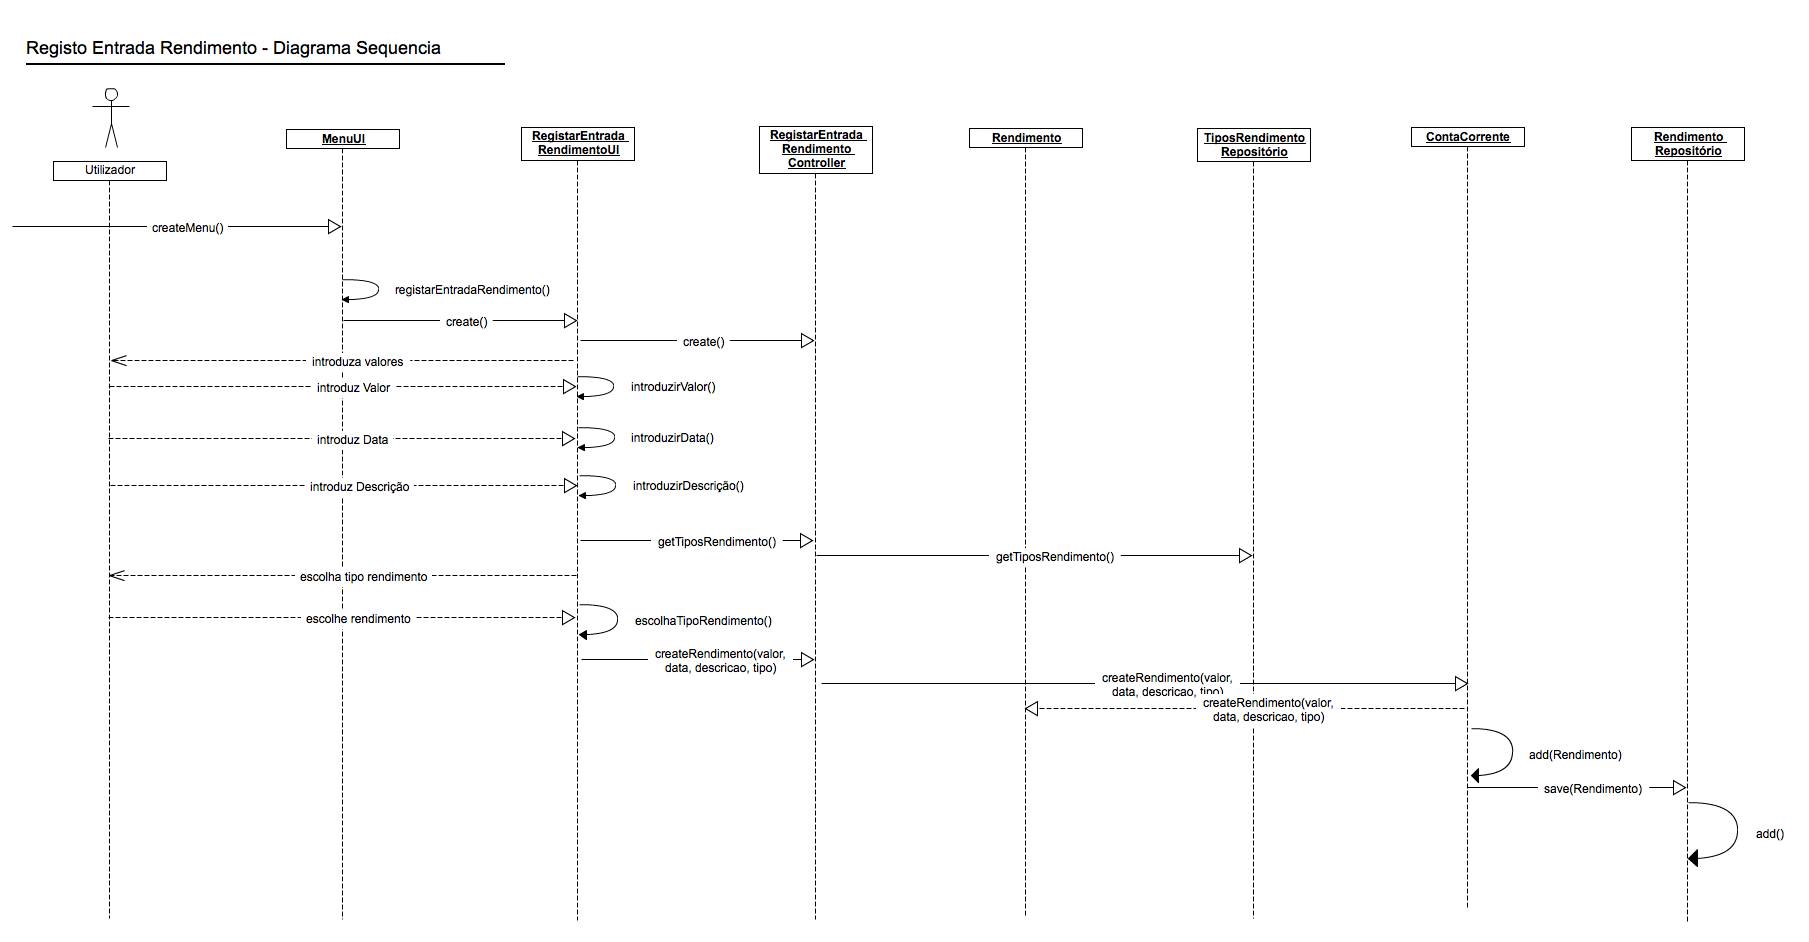 Registo Entrada Rendimento - Diagrama Sequencia
Utilizador
MenuUI
RegistarEntrada
RendimentoUI
RegistarEntrada
Rendimento
Controller
Rendimento
TiposRendimento
Repositório
ContaCorrente
Rendimento
Repositório
createMenu()
registarEntradaRendimento()
create()
create()
introduza valores
introduz Valor
introduzirValor()
introduz Data
introduzirData()
introduz Descrição
introduzirDescrição()
getTiposRendimento()
getTiposRendimento()
escolha tipo rendimento
escolhe rendimento
escolhaTipoRendimento()
createRendimento(valor,
data, descricao, tipo)
createRendimento(valor,
data, descricao, tipo)
createRendimento(valor,
data, descricao, tipo)
add(Rendimento)
save(Rendimento)
add()